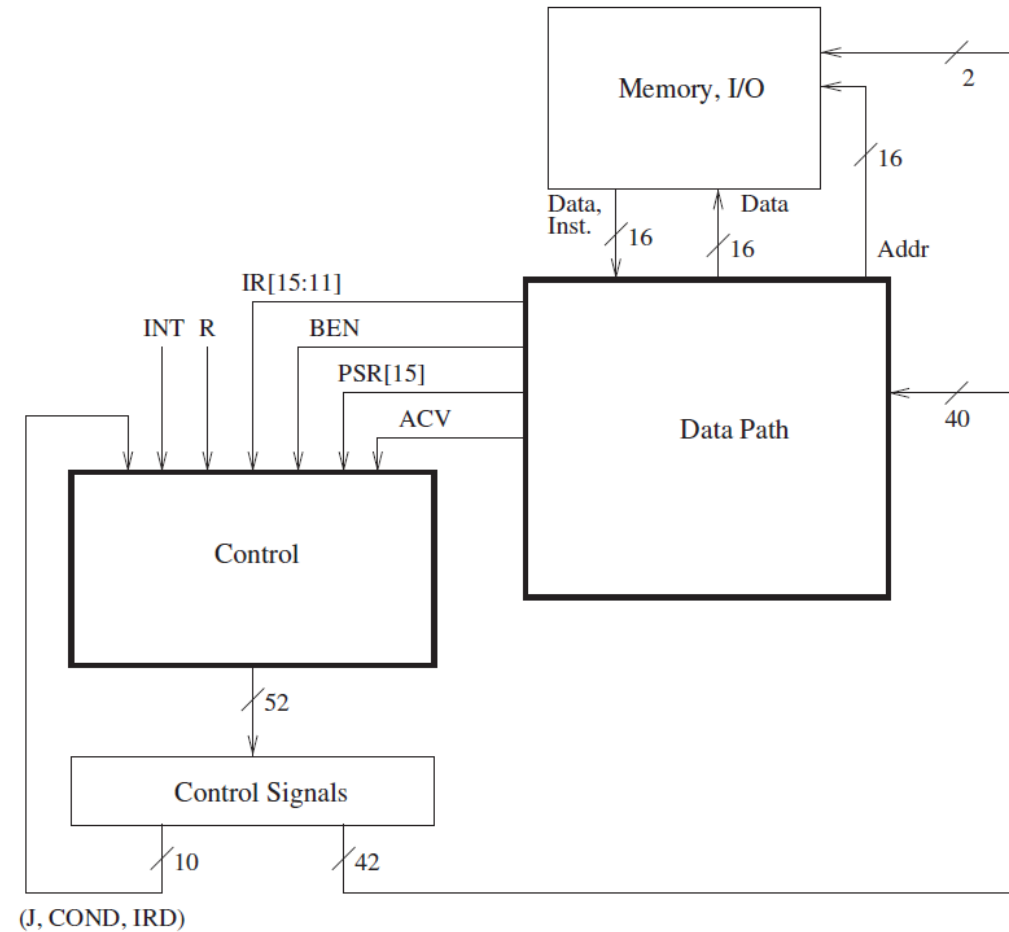 Memory, I/O
2
16
Data,
Inst.
16
Data
16
Addr
IR[15:11]
INT R
BEN
PSR[15]
ACV
Data Path
40
Control
52
Control Signals
10
42
(J, COND, IRD)